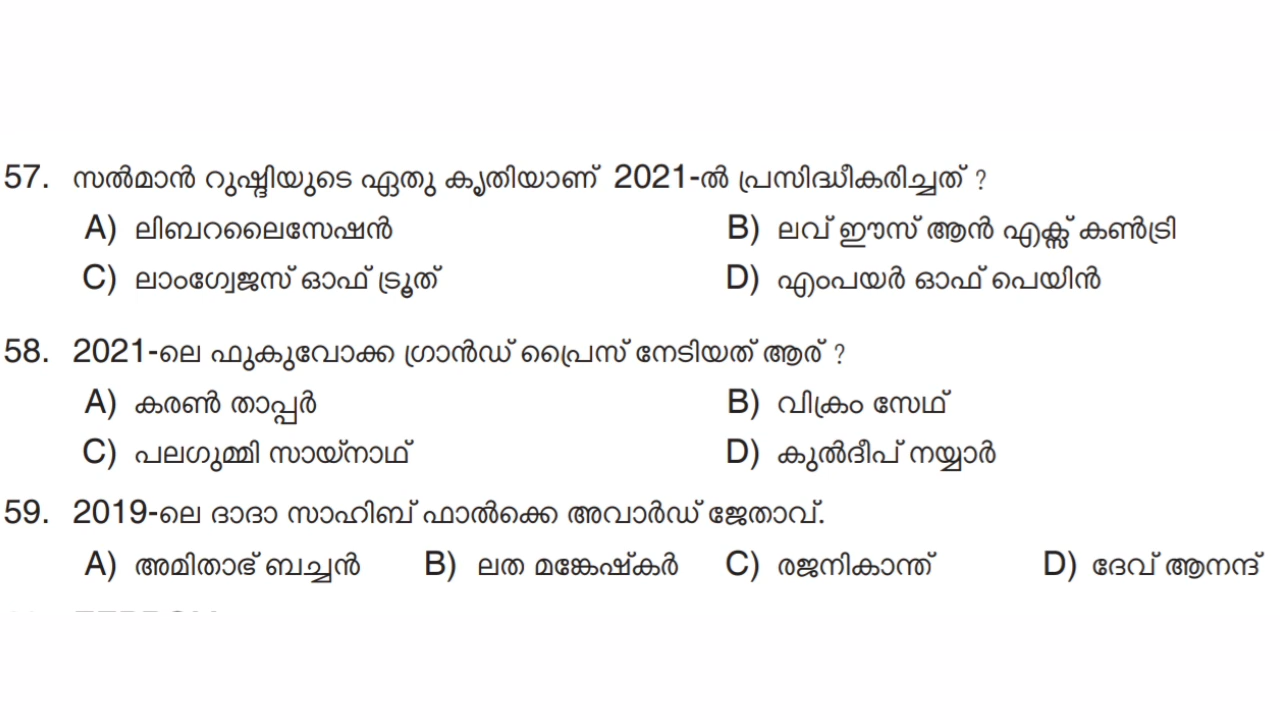 57. സൽമാൻ റുഷ്ദിയുടെ ഏതു കൃതിയാണ് 2021-ൽ പ്രസിദ്ധീകരിച്ചത് ?
A) ലിബറലൈസേഷൻ B) ലവ് ഈസ് ആൻ എക്സ് കൺട്രി
C) ലാംഗ്വേജസ് ഓഫ് ട്രൂത് D) എംപയർ ഓഫ് പെയിൻ
58. 2021-ലെ ഫുകുവോക്ക ഗ്രാൻഡ് പ്രൈസ് നേടിയത് ആര് ?
A) കരൺ താപ്പർ B) വിക്രം സേഥ്
C) പലഗുമ്മി സായ്നാഥ് D) കുൽദീപ് നയ്യാർ
59. 2019-ലെ ദാദാ സാഹിബ് ഫാൽക്കെ അവാർഡ് ജേതാവ്.
A) അമിതാഭ് ബച്ചൻ B) ലത മങ്കേഷ്കർ C) രജനികാന്ത് D) ദേവ് ആനന്ദ്